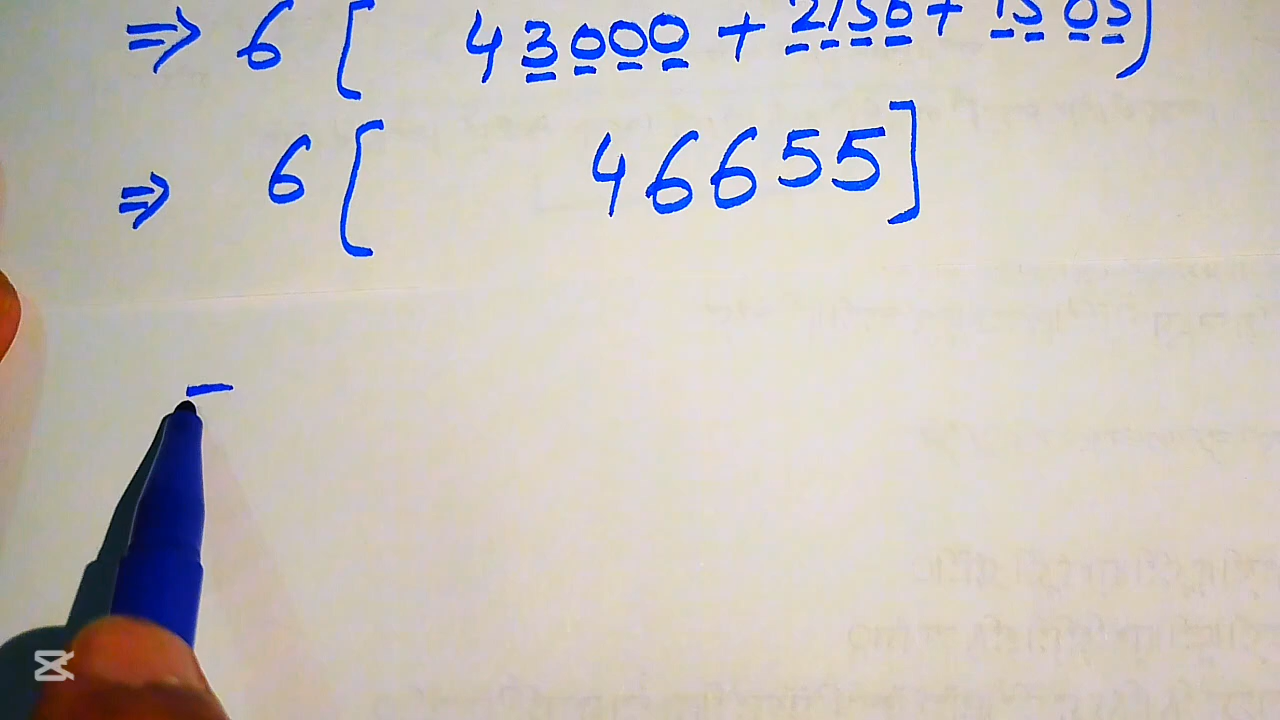 ⇒ 6 [ 43000 + 2150 + 1505 ]
⇒ 6 [ 46655 ]